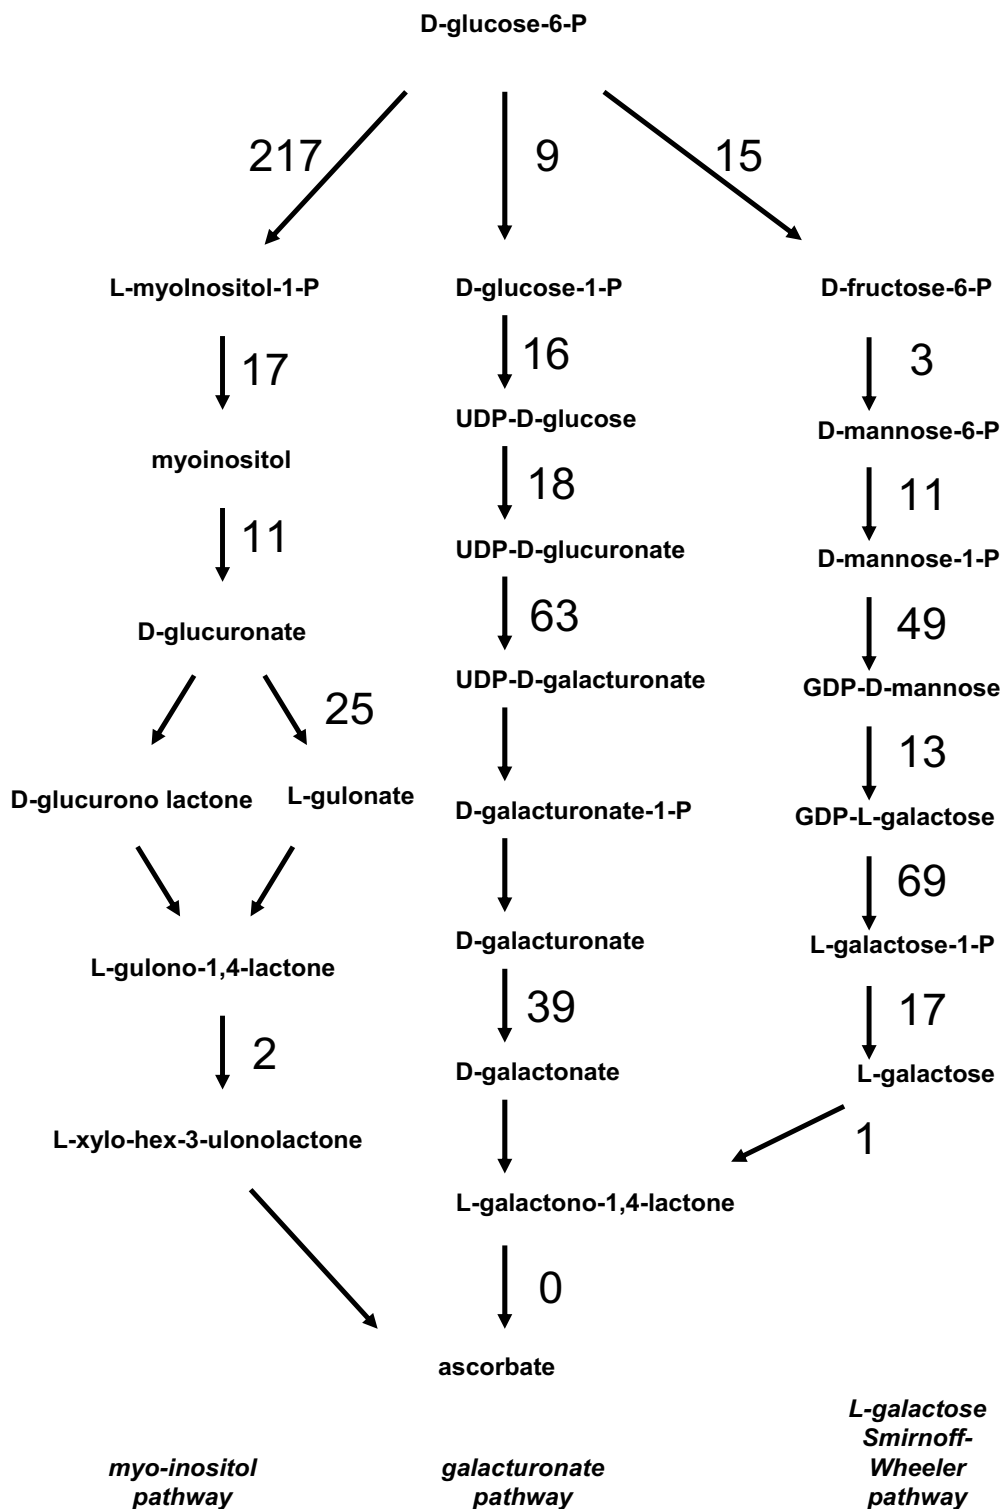 D-glucose-6-P
217
9
15
L-myoInositol-1-P
D-glucose-1-P
D-fructose-6-P
17
16
3
UDP-D-glucose
D-mannose-6-P
myoinositol
18
11
11
UDP-D-glucuronate
D-mannose-1-P
63
49
D-glucuronate
UDP-D-galacturonate
GDP-D-mannose
25
13
D-glucurono lactone
L-gulonate
D-galacturonate-1-P
GDP-L-galactose
69
D-galacturonate
L-galactose-1-P
L-gulono-1,4-lactone
39
17
2
D-galactonate
L-galactose
L-xylo-hex-3-ulonolactone
1
L-galactono-1,4-lactone
0
ascorbate
myo-inositol
pathway
galacturonate
pathway
L-galactose
Smirnoff-
Wheeler
pathway